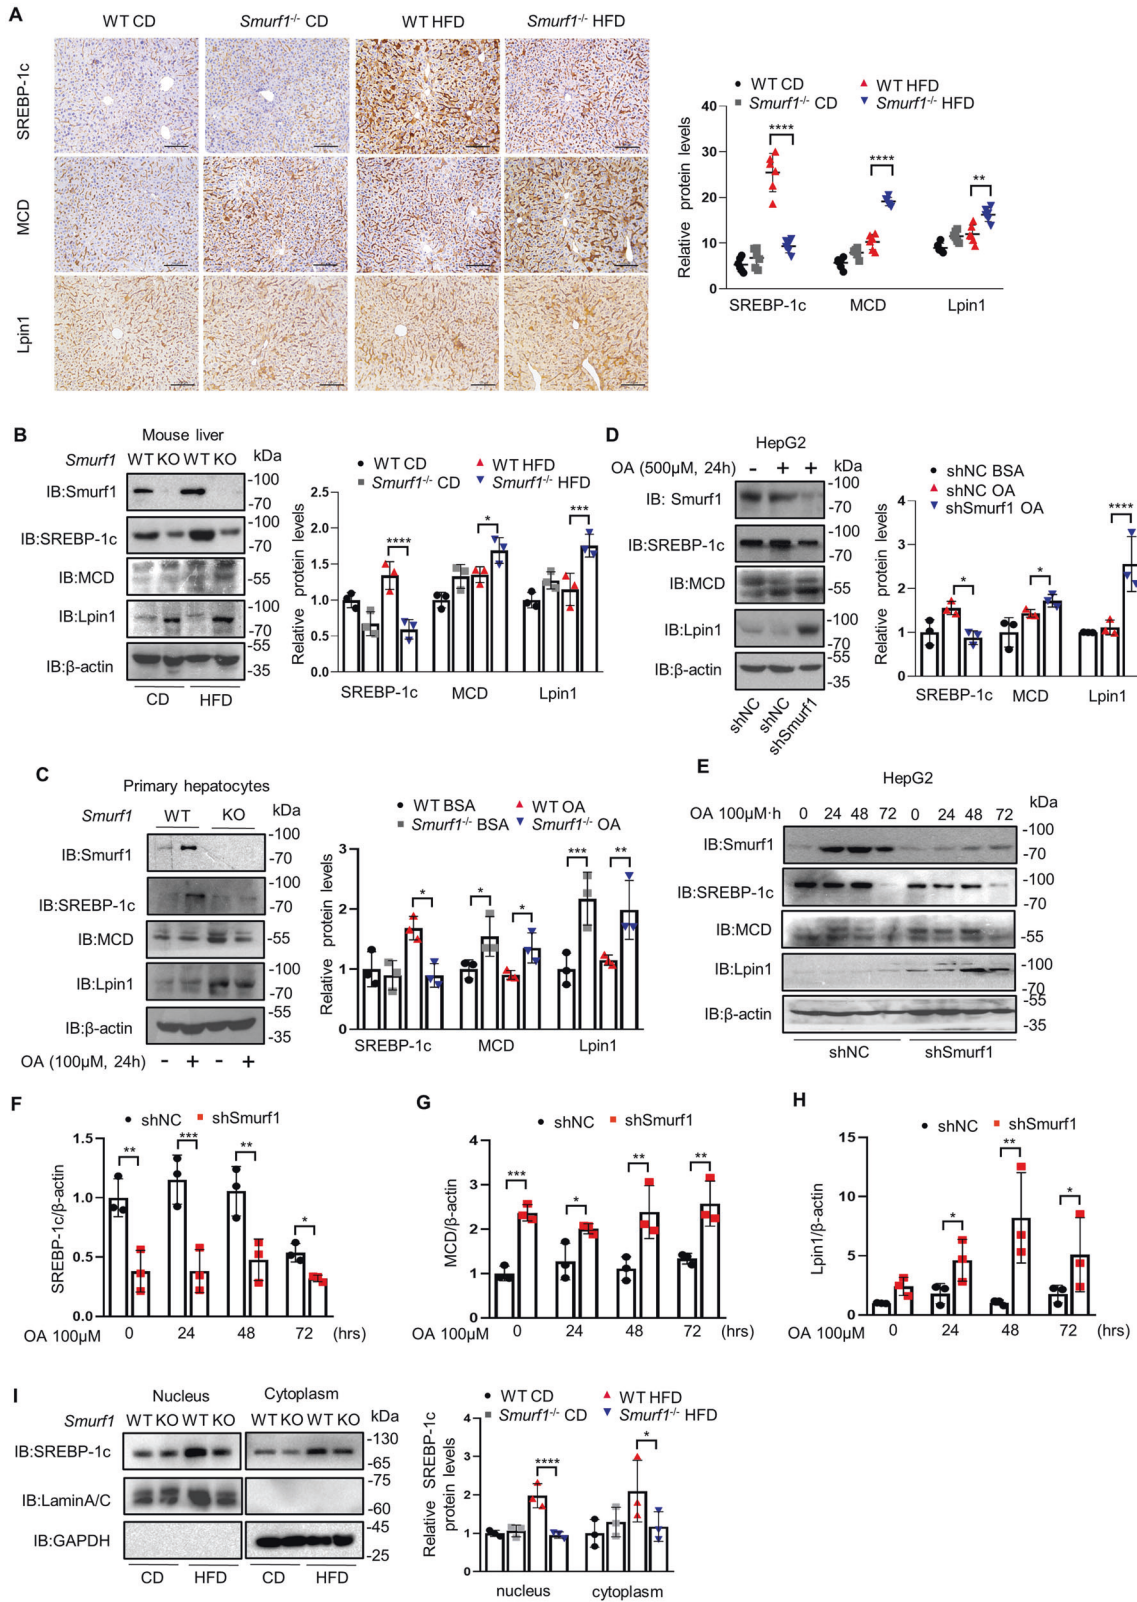 A
WT CD
Smurf1-/- CD
WT HFD
Smurf1-/- HFD
SREBP-1c
MCD
Lpin1
WT CD
WT HFD
Smurf1-/- CD
Smurf1-/- HFD
Relative protein levels
40
30
20
10
0
****
****
**
SREBP-1c
MCD
Lpin1
B
Mouse liver
Smurf1 WT KO WT KO kDa
IB:Smurf1 -100 -70
IB:SREBP-1c -100 -70
IB:MCD -55
IB:Lpin1 -100 -70
IB:β-actin -55 -35
CD HFD
WT CD
WT HFD
Smurf1-/- CD
Smurf1-/- HFD
Relative protein levels
2.5
2.0
1.5
1.0
0.5
0.0
****
*
***
SREBP-1c MCD Lpin1
D
HepG2
OA (500μM, 24h) - + + kDa
IB: Smurf1 -100 -70
IB:SREBP-1c -100 -70
IB:MCD -55
IB:Lpin1 -100 -70
IB:β-actin -55 -35
shNC
shNC
shSmurf1
shNC BSA
shNC OA
shSmurf1 OA
Relative protein levels
4
3
2
1
0
*
*
****
SREBP-1c MCD Lpin1
C
Primary hepatocytes
Smurf1 WT KO kDa
IB:Smurf1 -100 -70
IB:SREBP-1c -100 -70
IB:MCD -55
IB:Lpin1 -100 -70
IB:β-actin -55 -35
OA (100μM, 24h) - + - +
WT BSA
WT OA
Smurf1-/- BSA
Smurf1-/- OA
Relative protein levels
3
2
1
0
*
*
*
***
**
SREBP-1c MCD Lpin1
E
HepG2
OA 100μM·h 0 24 48 72 0 24 48 72 kDa
IB:Smurf1 -100 -70
IB:SREBP-1c -100 -70
IB:MCD -55
IB:Lpin1 -100 -70
IB:β-actin -55 -35
shNC shSmurf1
F
shNC shSmurf1
SREBP-1c/β-actin
1.5
1.0
0.5
0.0
**
***
**
*
OA 100μM 0 24 48 72 (hrs)
G
shNC shSmurf1
MCD/β-actin
4
3
2
1
0
***
*
**
**
OA 100μM 0 24 48 72 (hrs)
H
shNC shSmurf1
Lpin1/β-actin
15
10
5
0
*
**
*
OA 100μM 0 24 48 72 (hrs)
I
Nucleus Cytoplasm
Smurf1 WT KO WT KO WT KO WT KO kDa
IB:SREBP-1c -130 -65
IB:LaminA/C -75 -60
IB:GAPDH -45 -25
CD HFD CD HFD
WT CD
WT HFD
Smurf1-/- CD
Smurf1-/- HFD
Relative SREBP-1c
protein levels
4
3
2
1
0
****
*
nucleus cytoplasm